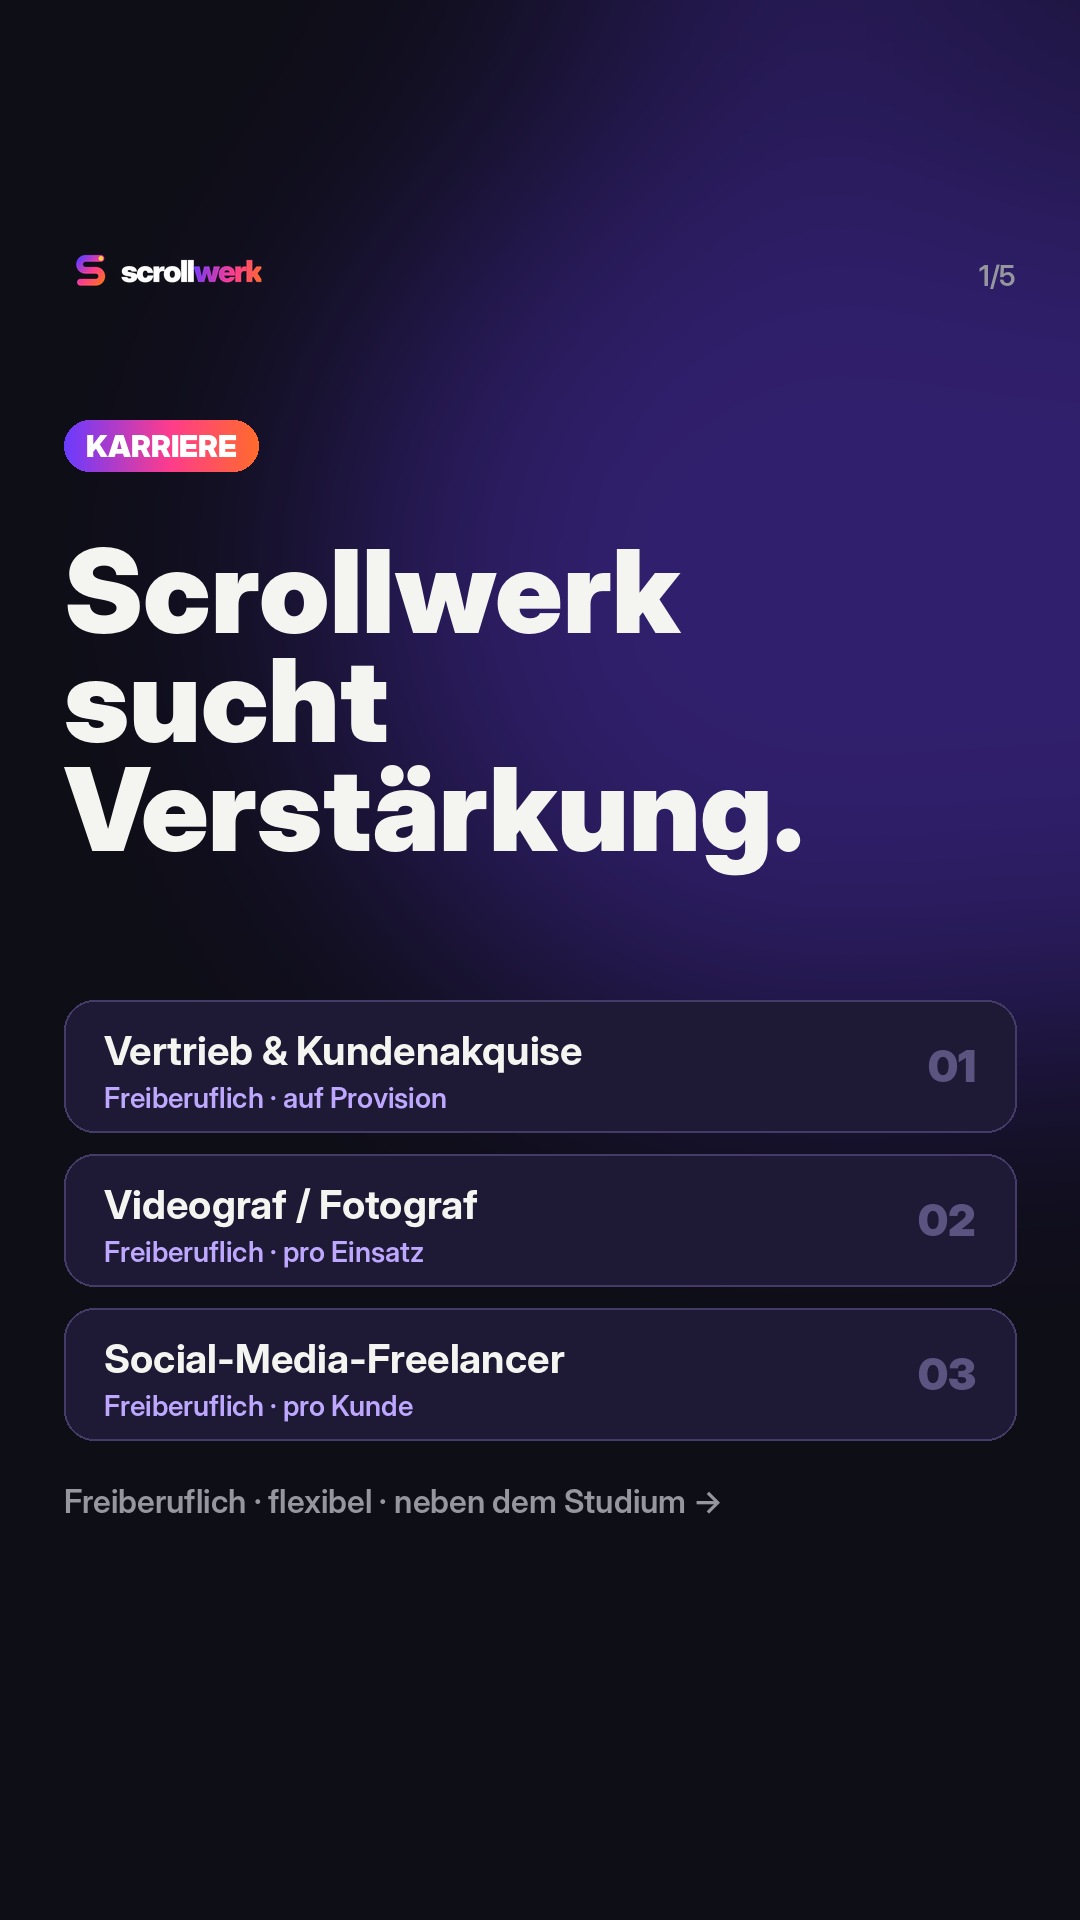 scrollwerk
1/5
KARRIERE
Scrollwerk
sucht
Verstärkung.
Vertrieb & Kundenakquise
Freiberuflich · auf Provision
01
Videograf / Fotograf
Freiberuflich · pro Einsatz
02
Social-Media-Freelancer
Freiberuflich · pro Kunde
03
Freiberuflich · flexibel · neben dem Studium →